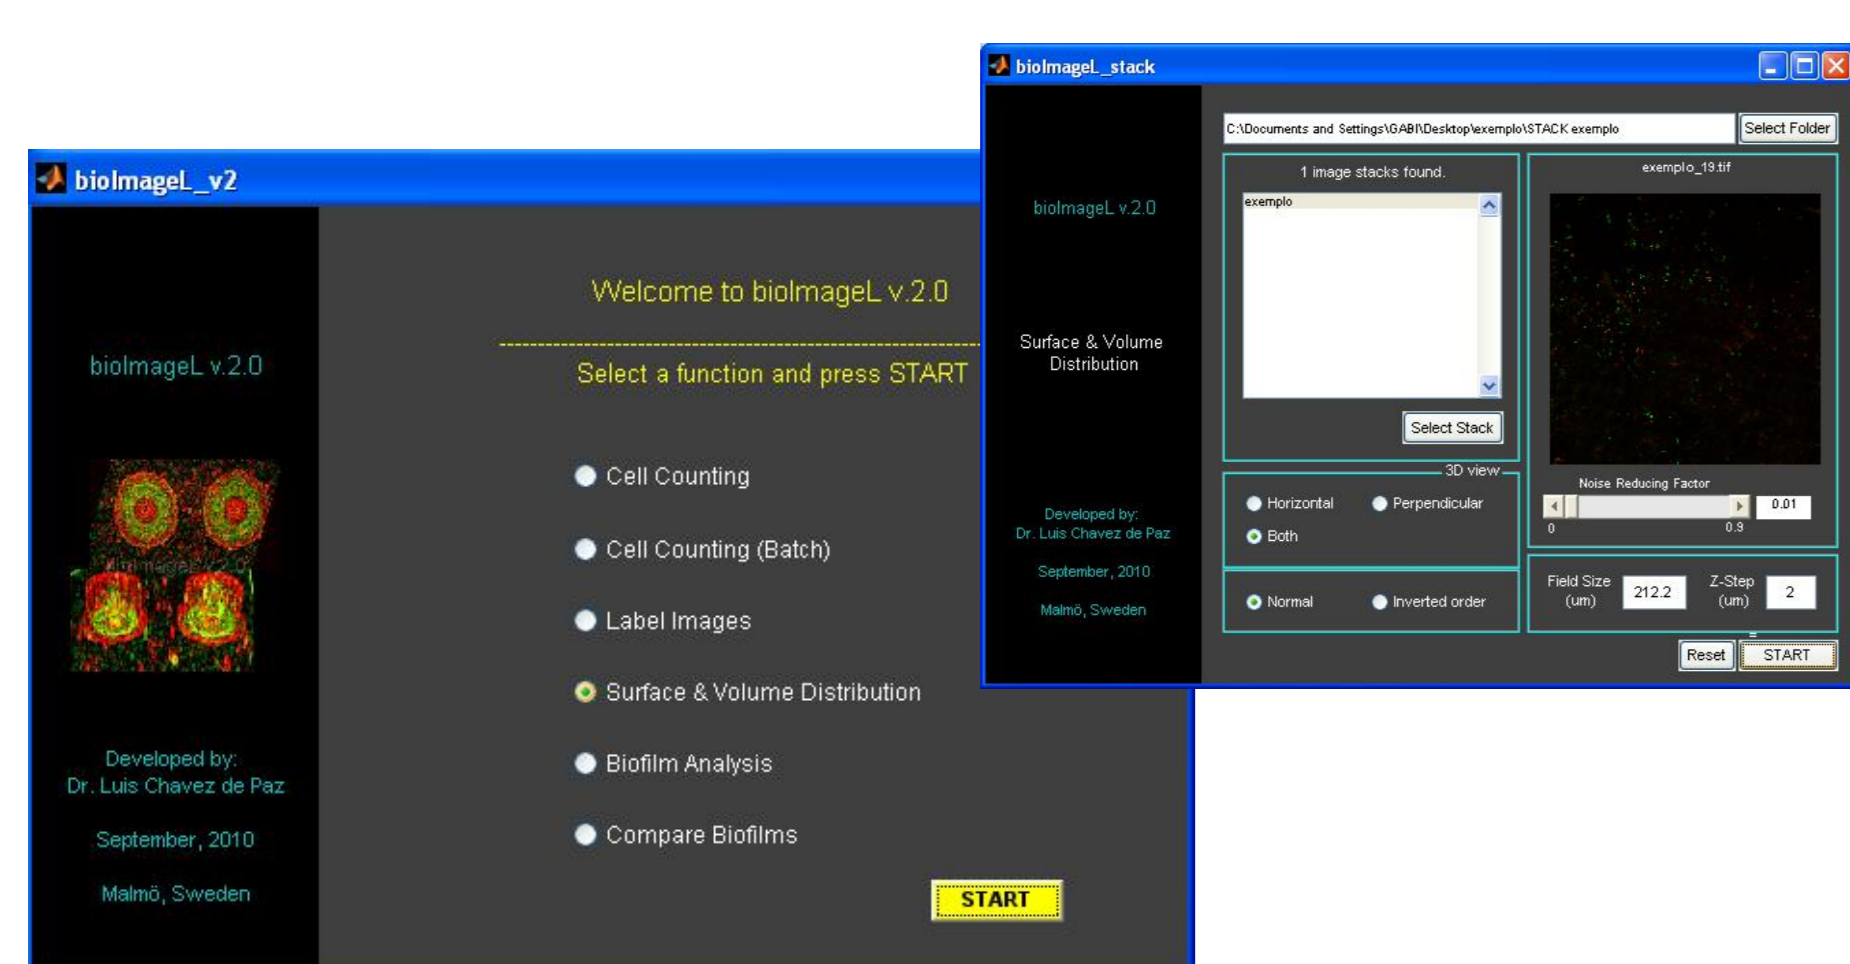 bioImageL_v2
bioImageL v.2.0
Developed by:
Dr. Luis Chavez de Paz
September, 2010
Malmö, Sweden
Welcome to bioImageL v.2.0
Select a function and press START
Cell Counting
Cell Counting (Batch)
Label Images
Surface & Volume Distribution
Biofilm Analysis
Compare Biofilms
START
bioImageL_stack
bioImageL v.2.0
Surface & Volume
Distribution
Developed by:
Dr. Luis Chavez de Paz
September, 2010
Malmö, Sweden
C:\Documents and Settings\GABI\Desktop\exemplo\STACK exemplo
Select Folder
1 image stacks found.
exemplo
Select Stack
3D view
Horizontal
Perpendicular
Both
Normal
Inverted order
exemplo_19.tif
Noise Reducing Factor
0.01
0
0.9
Field Size
(um)
212.2
Z-Step
(um)
2
=
Reset
START